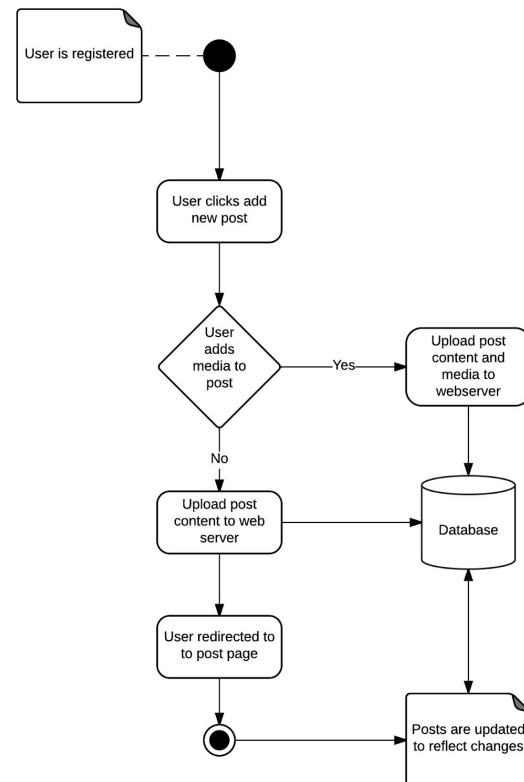 User is registered
User clicks add
new post
User
adds
media to
post
Yes
Upload post
content and
media to
webserver
No
Upload post
content to web
server
Database
User redirected to
to post page
Posts are updated
to reflect changes